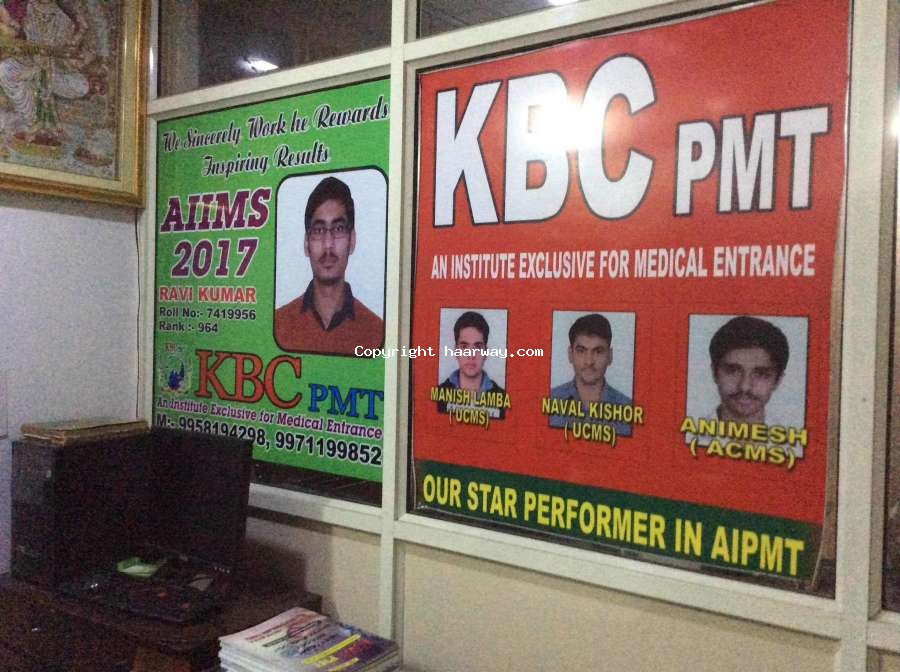 We Sincerely Work he Rewards
Inspiring Results
AIIMS
2017
RAVI KUMAR
Roll No:- 7419956
Rank :- 964
KBC PMT
An Institute Exclusive for Medical Entrance
M:- 9958194298, 9971199852
KBC PMT
AN INSTITUTE EXCLUSIVE FOR MEDICAL ENTRANCE
MANISH LAMBA
( UCMS)
NAVAL KISHOR
( UCMS)
ANIMESH
( ACMS)
OUR STAR PERFORMER IN AIPMT
Copyright haarway.com